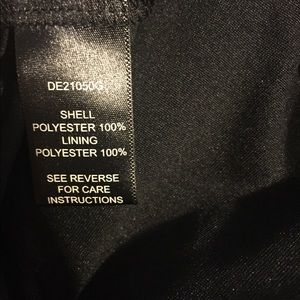 DE21050G
SHELL
POLYESTER 100%
LINING
POLYESTER 100%
SEE REVERSE
FOR CARE
INSTRUCTIONS